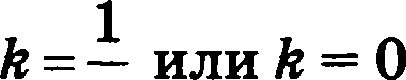 k = 1/ или k = 0